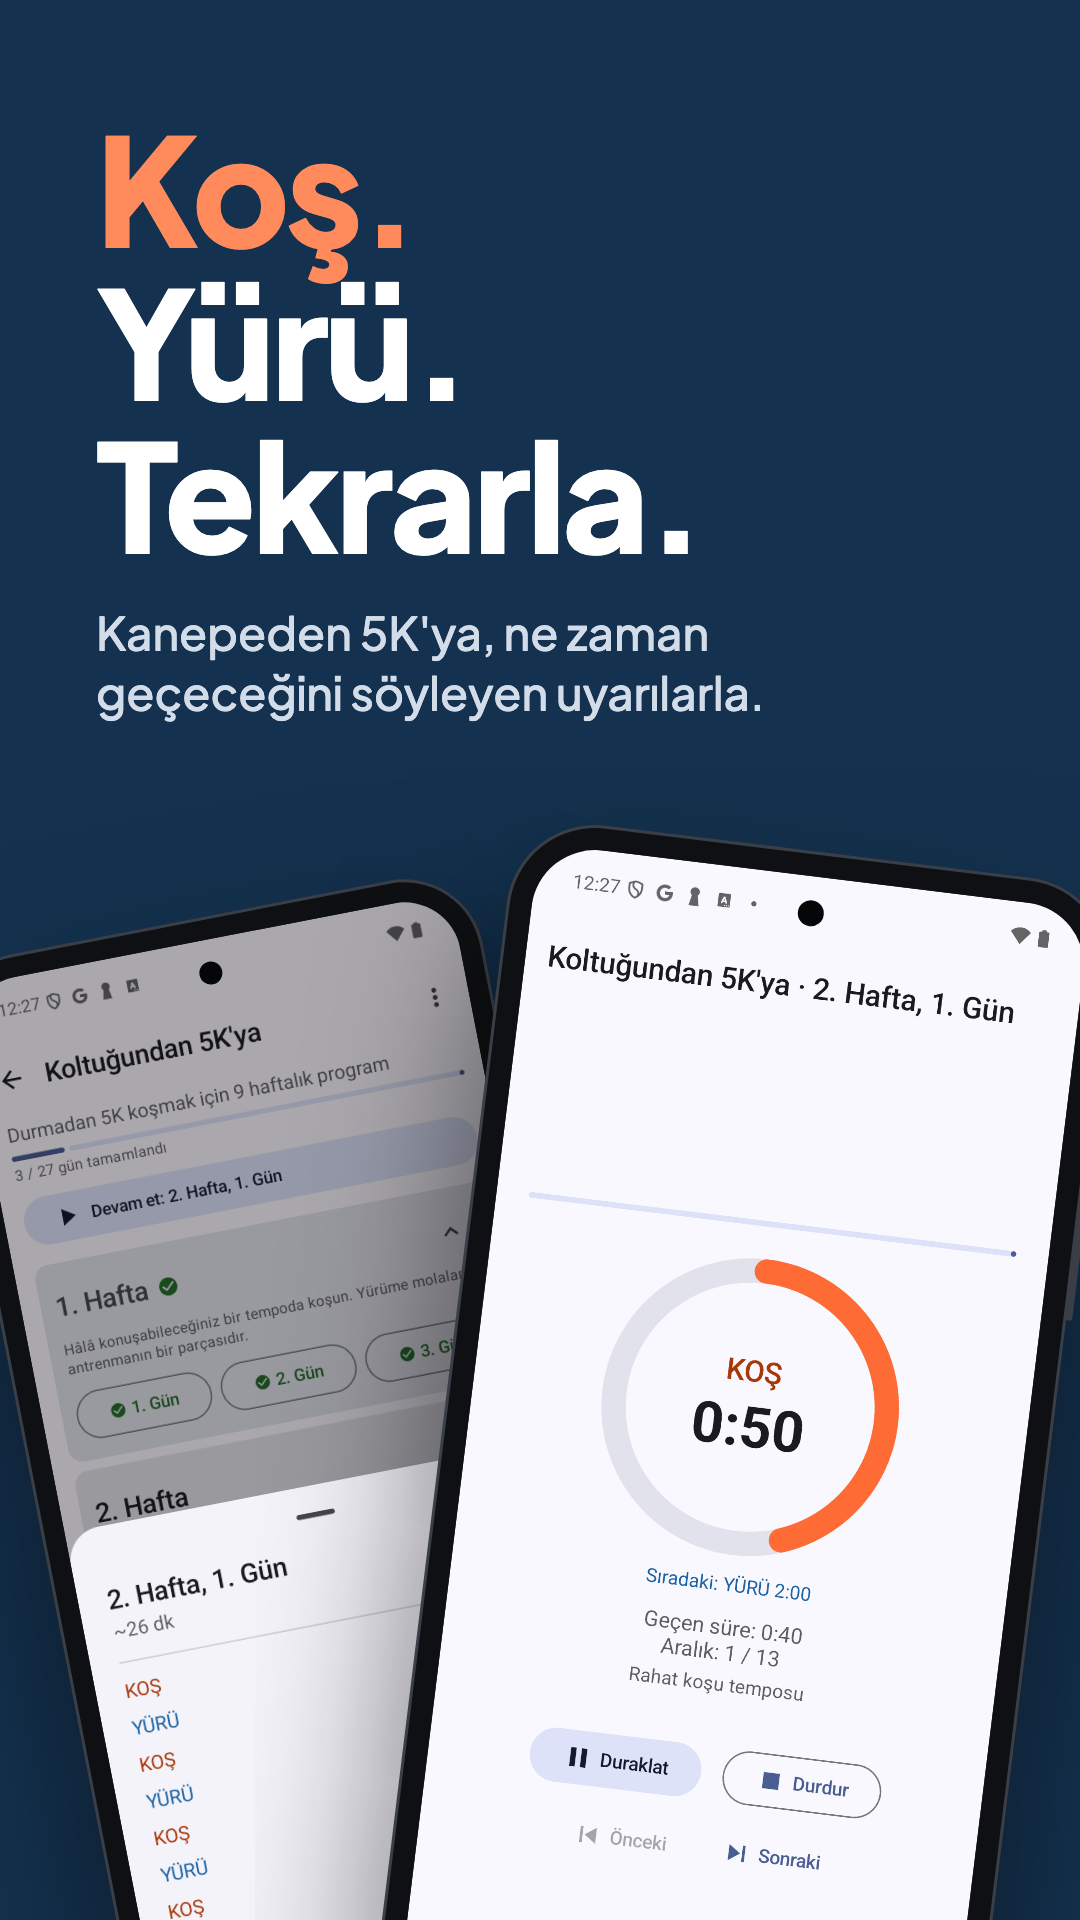 Koş.
Yürü.
Tekrarla.
Kanepeden 5K'ya, ne zaman
geçeceğini söyleyen uyarılarla.
12:27
Koltuğundan 5K'ya
Durmadan 5K koşmak için 9 haftalık program
3 / 27 gün tamamlandı
Devam et: 2. Hafta, 1. Gün
1. Hafta
Hâlâ konuşabileceğiniz bir tempoda koşun. Yürüme
antrenmanın bir parçasıdır.
1. Gün
2. Gün
3.
2. Hafta
2. Hafta, 1. Gün
~26 dk
KOŞ
YÜRÜ
KOŞ
YÜRÜ
KOŞ
YÜRÜ
KOŞ
12:27
Koltuğundan 5K'ya · 2. Hafta, 1. Gün
KOŞ
0:50
Sıradaki: YÜRÜ 2:00
Geçen süre: 0:40
Aralık: 1 / 13
Rahat koşu temposu
Duraklat
Durdur
Önceki
Sonraki